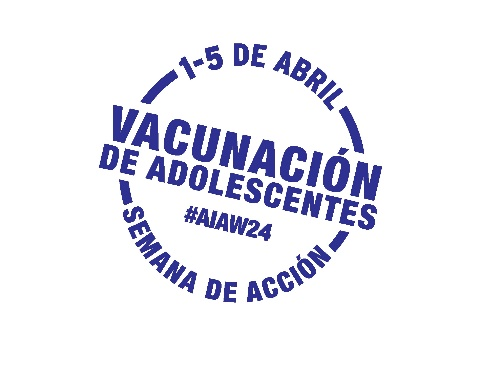 1-5 DE ABRIL
VACUNACIÓN
DE ADOLESCENTES
#AIAW24
SEMANA DE ACCIÓN